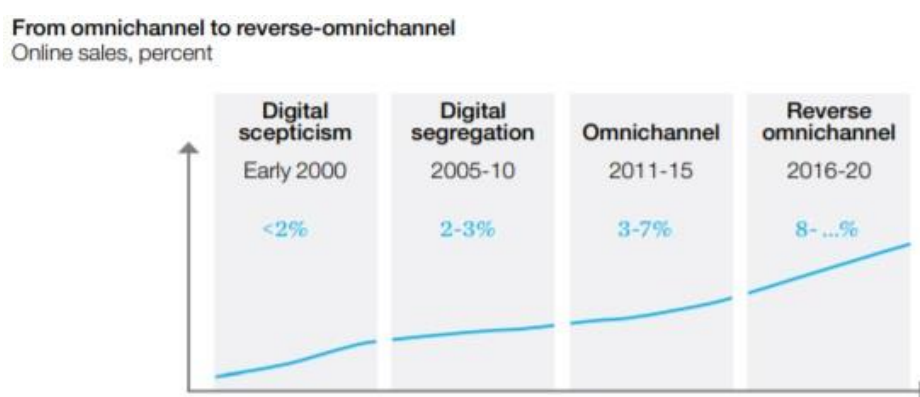 From omnichannel to reverse-omnichannel
Online sales, percent
Digital
scepticism
Early 2000
<2%
Digital
segregation
2005-10
2-3%
Omnichannel
2011-15
3-7%
Reverse
omnichannel
2016-20
8- ...%